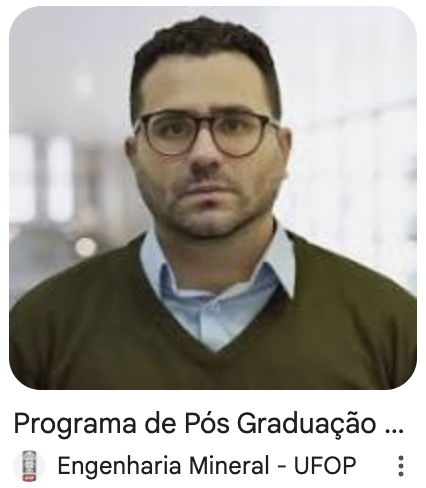 Programa de Pós Graduação ...
Engenharia Mineral - UFOP